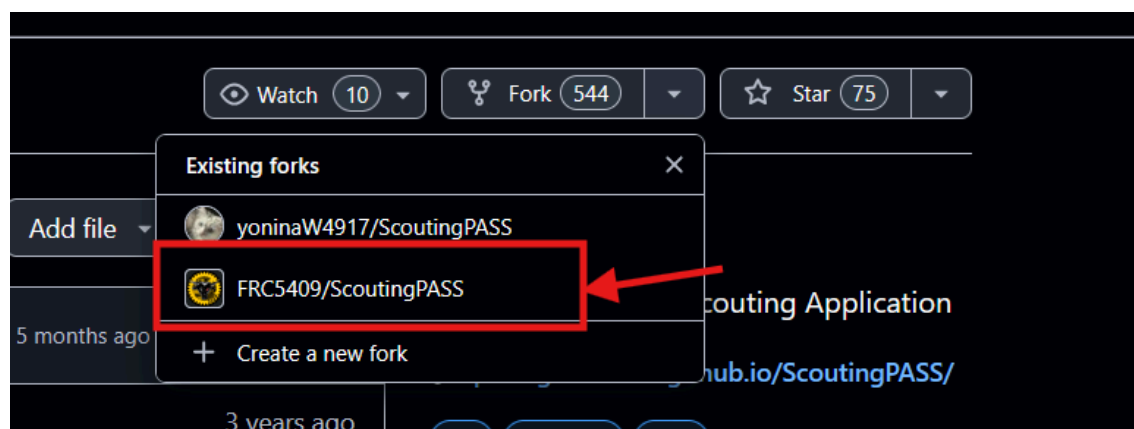 Watch 10
Fork 544
Star 75
Existing forks
Add file
yoninaW4917/ScoutingPASS
FRC5409/ScoutingPASS
couting Application
5 months ago
Create a new fork
hub.io/ScoutingPASS/
3 years ago